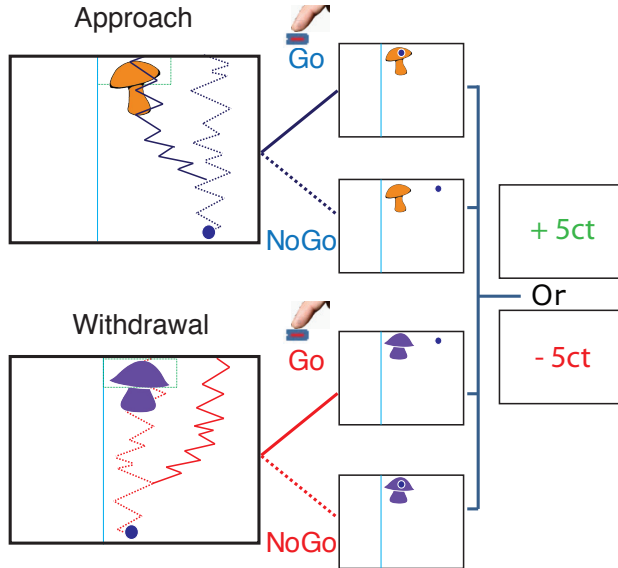 Approach
Go
NoGo
+ 5ct
Or
- 5ct
Withdrawal
Go
NoGo